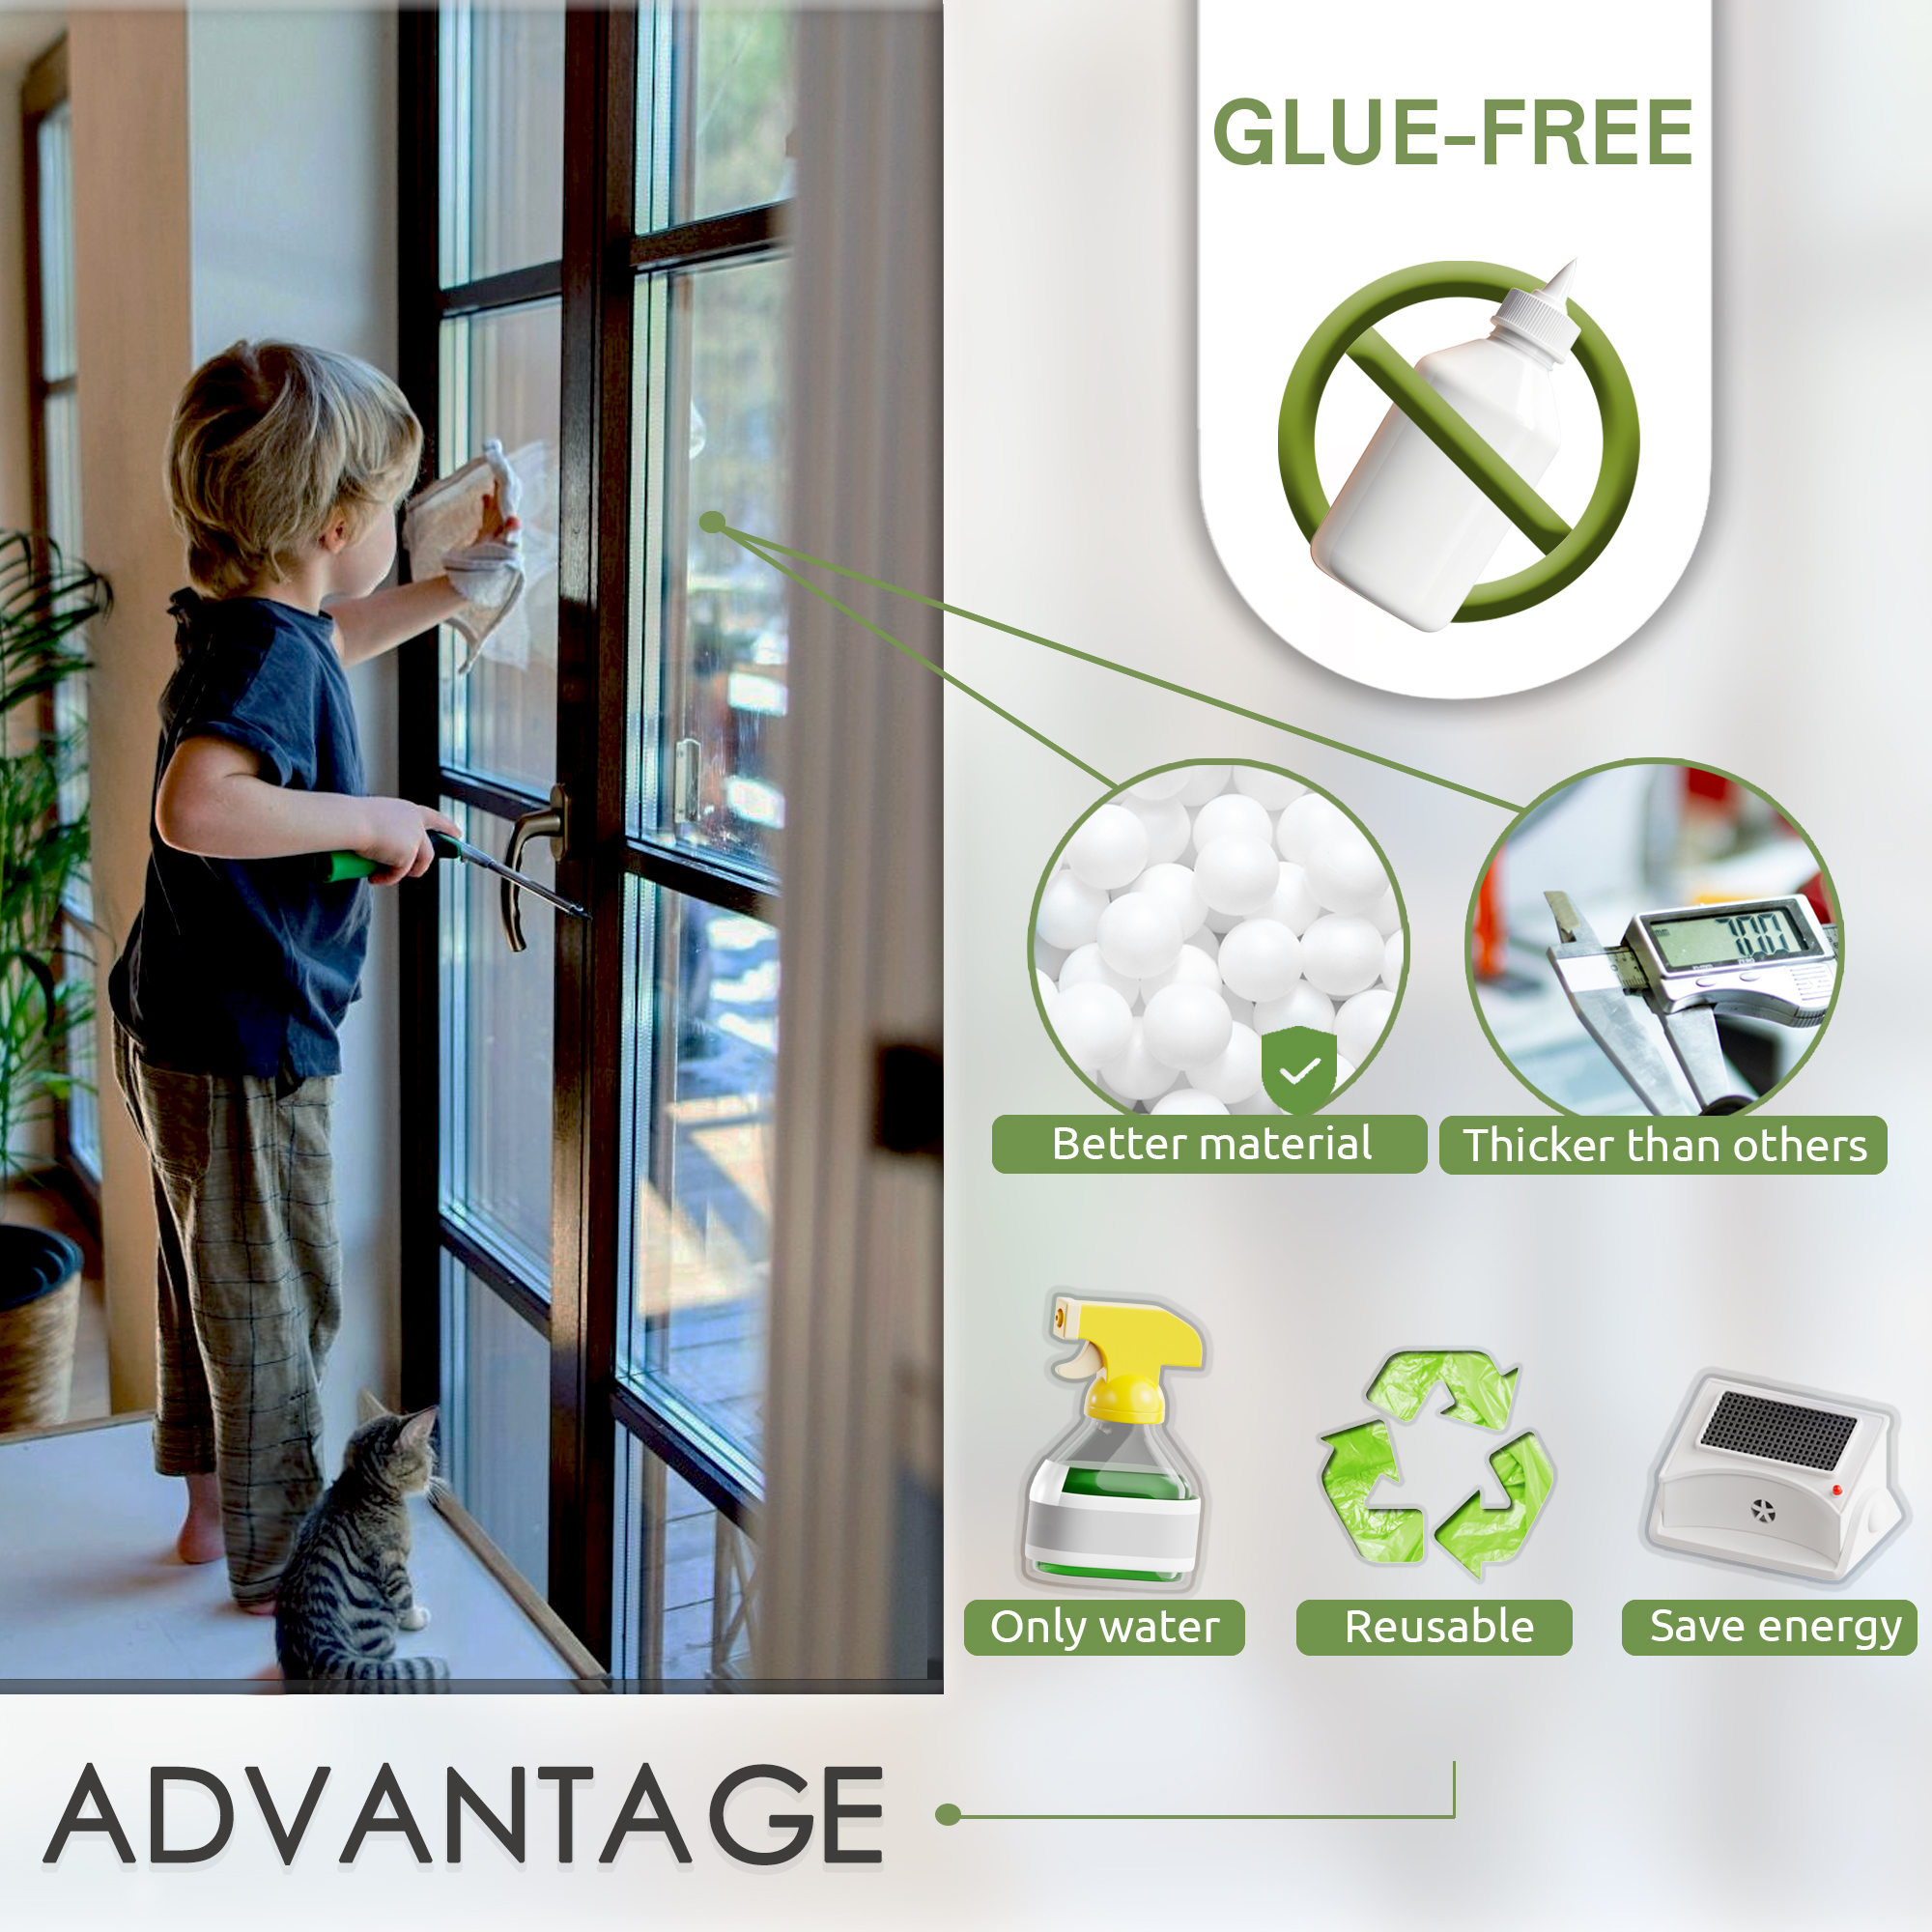 GLUE-FREE
Better material
Thicker than others
Only water
Reusable
Save energy
ADVANTAGE